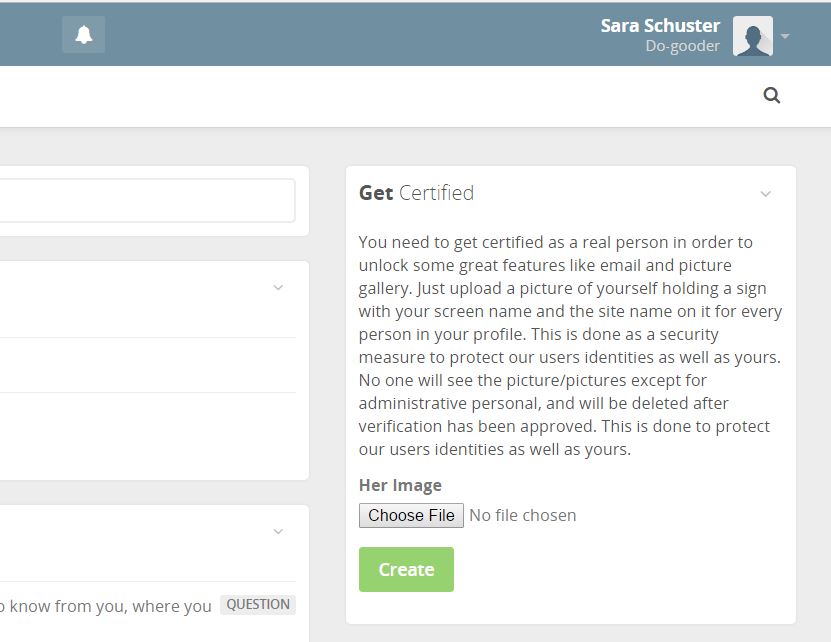 Sara Schuster
Do-gooder
Get Certified
You need to get certified as a real person in order to
unlock some great features like email and picture
gallery. Just upload a picture of yourself holding a sign
with your screen name and the site name on it for every
person in your profile. This is done as a security
measure to protect our users identities as well as yours.
No one will see the picture/pictures except for
administrative personal, and will be deleted after
verification has been approved. This is done to protect
our users identities as well as yours.
Her Image
Choose File No file chosen
Create
o know from you, where you QUESTION